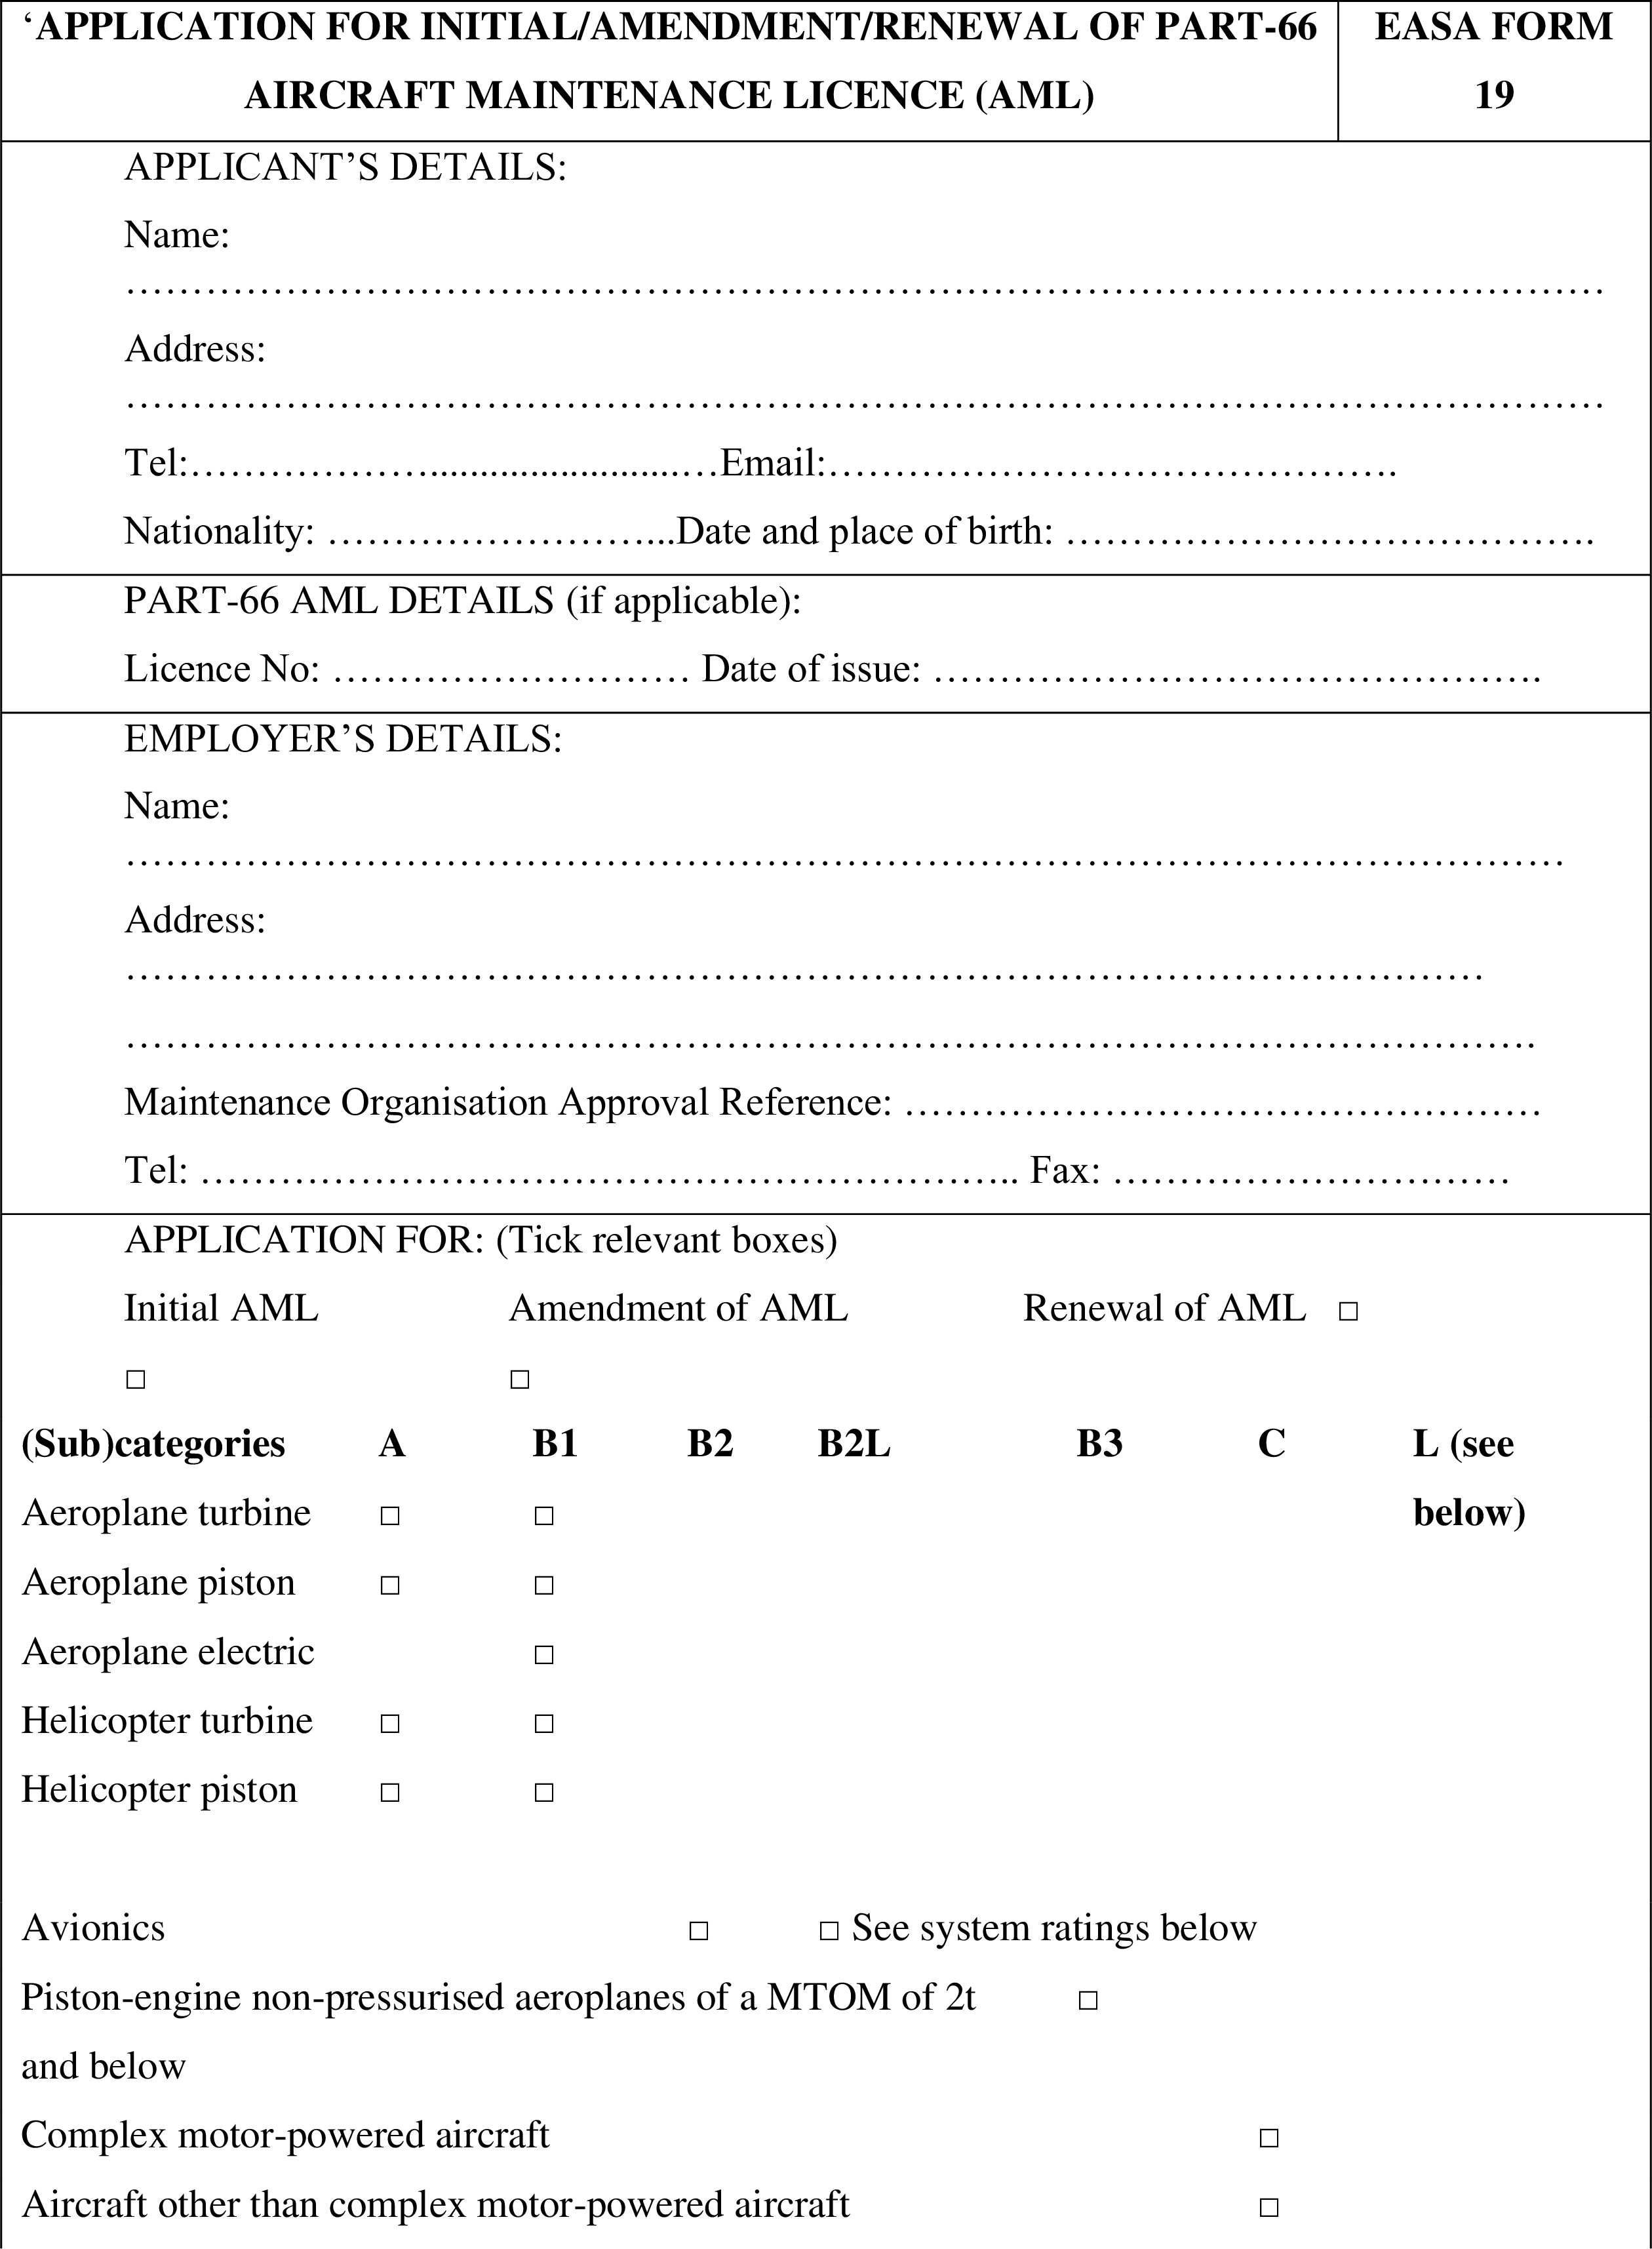 ‘APPLICATION FOR INITIAL/AMENDMENT/RENEWAL OF PART-66
AIRCRAFT MAINTENANCE LICENCE (AML)
EASA FORM
19
APPLICANT’S DETAILS:
Name:
……………………………………………………………………………………………………
Address:
……………………………………………………………………………………………………
Tel:………………..........................…Email:…………………………………….
Nationality: ……………………...Date and place of birth: ………………………………….
PART-66 AML DETAILS (if applicable):
Licence No: ……………………… Date of issue: ……………………………………….
EMPLOYER’S DETAILS:
Name:
…………………………………………………………………………………………………
Address:
……………………………………………………………………………………………
………………………………………………………………………………………………….
Maintenance Organisation Approval Reference: …………………………………………
Tel: …………………………………………………….. Fax: …………………………
APPLICATION FOR: (Tick relevant boxes)
Initial AML Amendment of AML Renewal of AML □
□ □
(Sub)categories A B1 B2 B2L B3 C L (see
Aeroplane turbine □ □ below)
Aeroplane piston □ □
Aeroplane electric □
Helicopter turbine □ □
Helicopter piston □ □
Avionics □ □ See system ratings below
Piston-engine non-pressurised aeroplanes of a MTOM of 2t □
and below
Complex motor-powered aircraft □
Aircraft other than complex motor-powered aircraft □